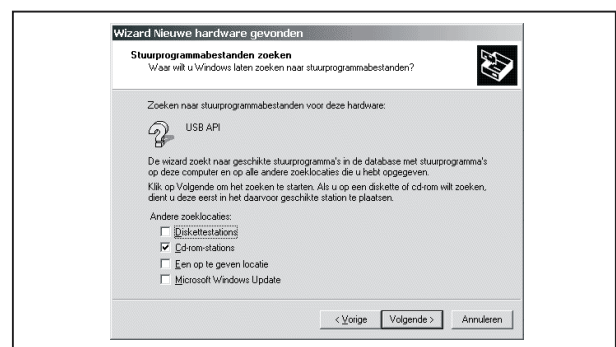 Wizard Nieuwe hardware gevonden
Stuurprogrammabestanden zoeken
Waar wilt u Windows laten zoeken naar stuurprogrammabestanden?
Zoeken naar stuurprogrammabestanden voor deze hardware:
USB API
De wizard zoekt naar geschikte stuurprogramma's in de database met stuurprogramma's
op deze computer en op alle andere zoeklocaties die u hebt opgegeven.
Klik op Volgende om het zoeken te starten. Als u op een diskette of cd-rom wilt zoeken,
dient u deze eerst in het daarvoor geschikte station te plaatsen.
Andere zoeklocaties:
Diskettestations
Cd-rom-stations
Een op te geven locatie
Microsoft Windows Update
< Vorige Volgende > Annuleren